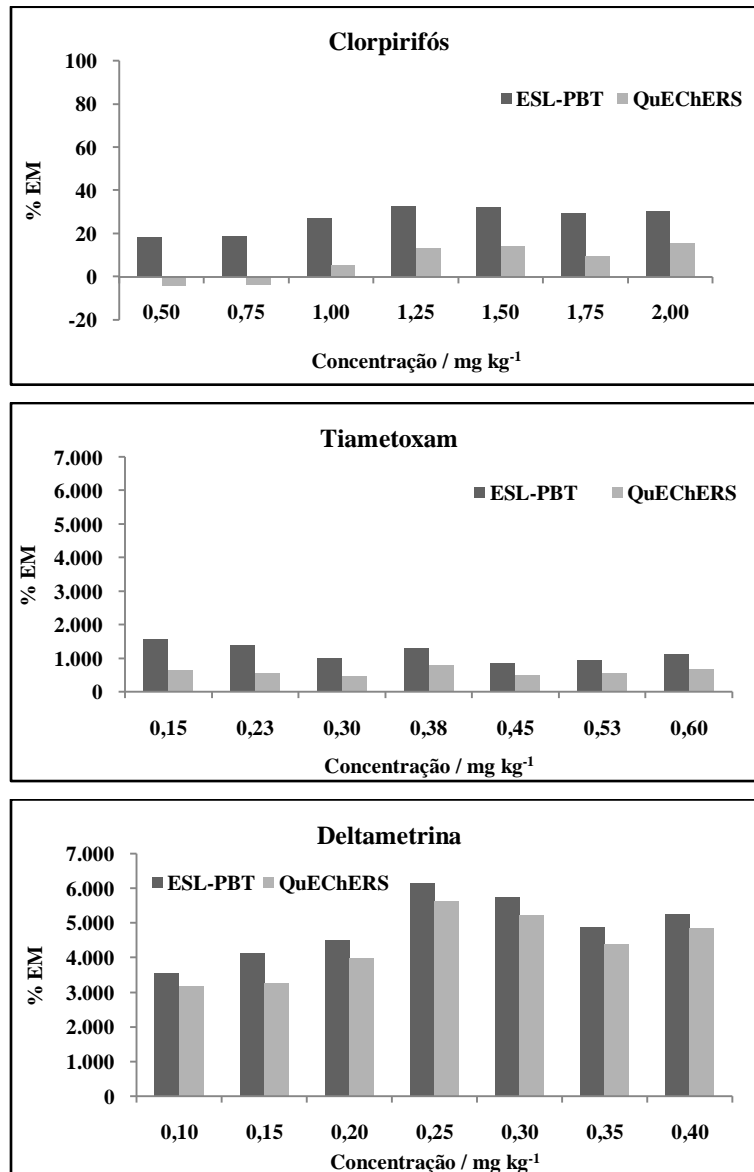 Clorpirifós
100
80
60
40
20
0
-20
% EM
ESL-PBT QuEChERS
0,50 0,75 1,00 1,25 1,50 1,75 2,00
Concentração / mg kg-1
Tiametoxam
7.000
6.000
5.000
4.000
3.000
2.000
1.000
0
% EM
ESL-PBT QuEChERS
0,15 0,23 0,30 0,38 0,45 0,53 0,60
Concentração / mg kg-1
Deltametrina
7.000
6.000
5.000
4.000
3.000
2.000
1.000
0
% EM
ESL-PBT QuEChERS
0,10 0,15 0,20 0,25 0,30 0,35 0,40
Concentração / mg kg-1